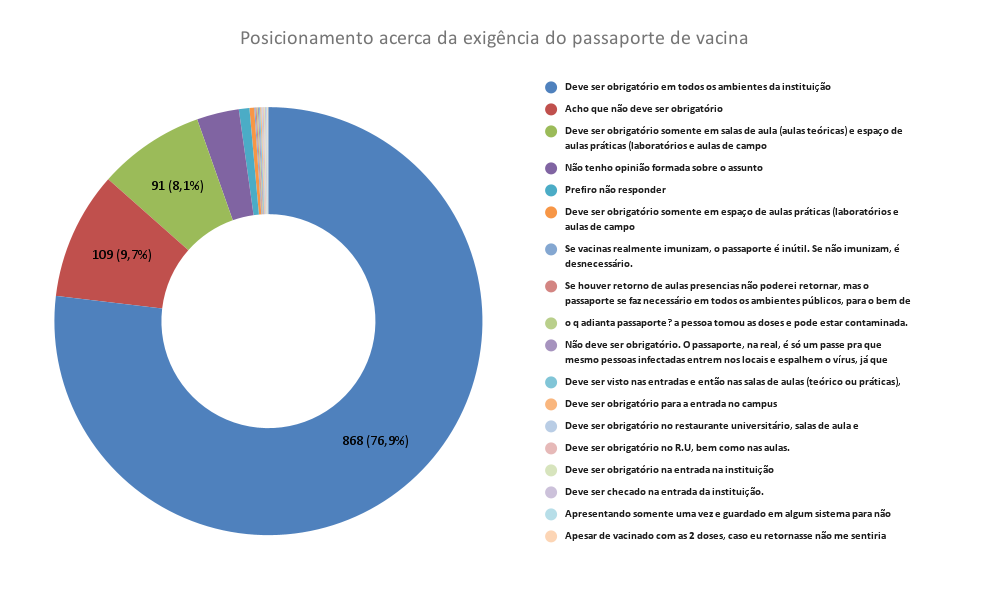 Posicionamento acerca da exigência do passaporte de vacina
Deve ser obrigatório em todos os ambientes da instituição
Acho que não deve ser obrigatório
Deve ser obrigatório somente em salas de aula (aulas teóricas) e espaço de
aulas práticas (laboratórios e aulas de campo
Não tenho opinião formada sobre o assunto
Prefiro não responder
Deve ser obrigatório somente em espaço de aulas práticas (laboratórios e
aulas de campo
Se vacinas realmente imunizam, o passaporte é inútil. Se não imunizam, é
desnecessário.
Se houver retorno de aulas presencias não poderei retornar, mas o
passaporte se faz necessário em todos os ambientes públicos, para o bem de
o q adianta passaporte? a pessoa tomou as doses e pode estar contaminada.
Não deve ser obrigatório. O passaporte, na real, é só um passe pra que
mesmo pessoas infectadas entrem nos locais e espalhem o vírus, já que
Deve ser visto nas entradas e então nas salas de aulas (teórico ou práticas),
Deve ser obrigatório para a entrada no campus
Deve ser obrigatório no restaurante universitário, salas de aula e
Deve ser obrigatório no R.U, bem como nas aulas.
Deve ser obrigatório na entrada na instituição
Deve ser checado na entrada da instituição.
Apresentando somente uma vez e guardado em algum sistema para não
Apesar de vacinado com as 2 doses, caso eu retornasse não me sentiria
91 (8,1%)
109 (9,7%)
868 (76,9%)